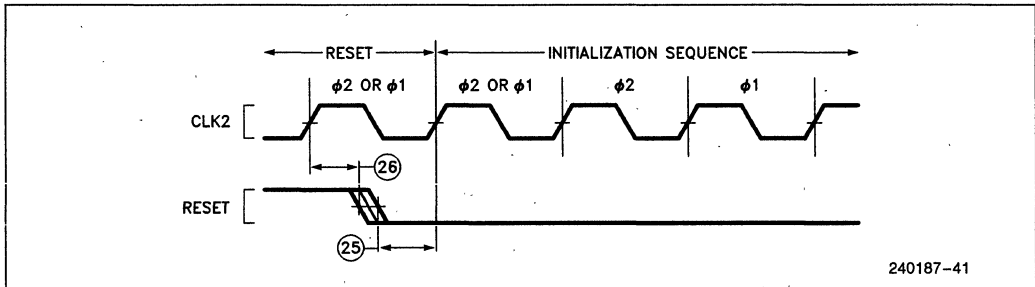 RESET INITIALIZATION SEQUENCE
ϕ2 OR ϕ1 ϕ2 OR ϕ1 ϕ2 ϕ1
CLK2
26
RESET
25
240187-41